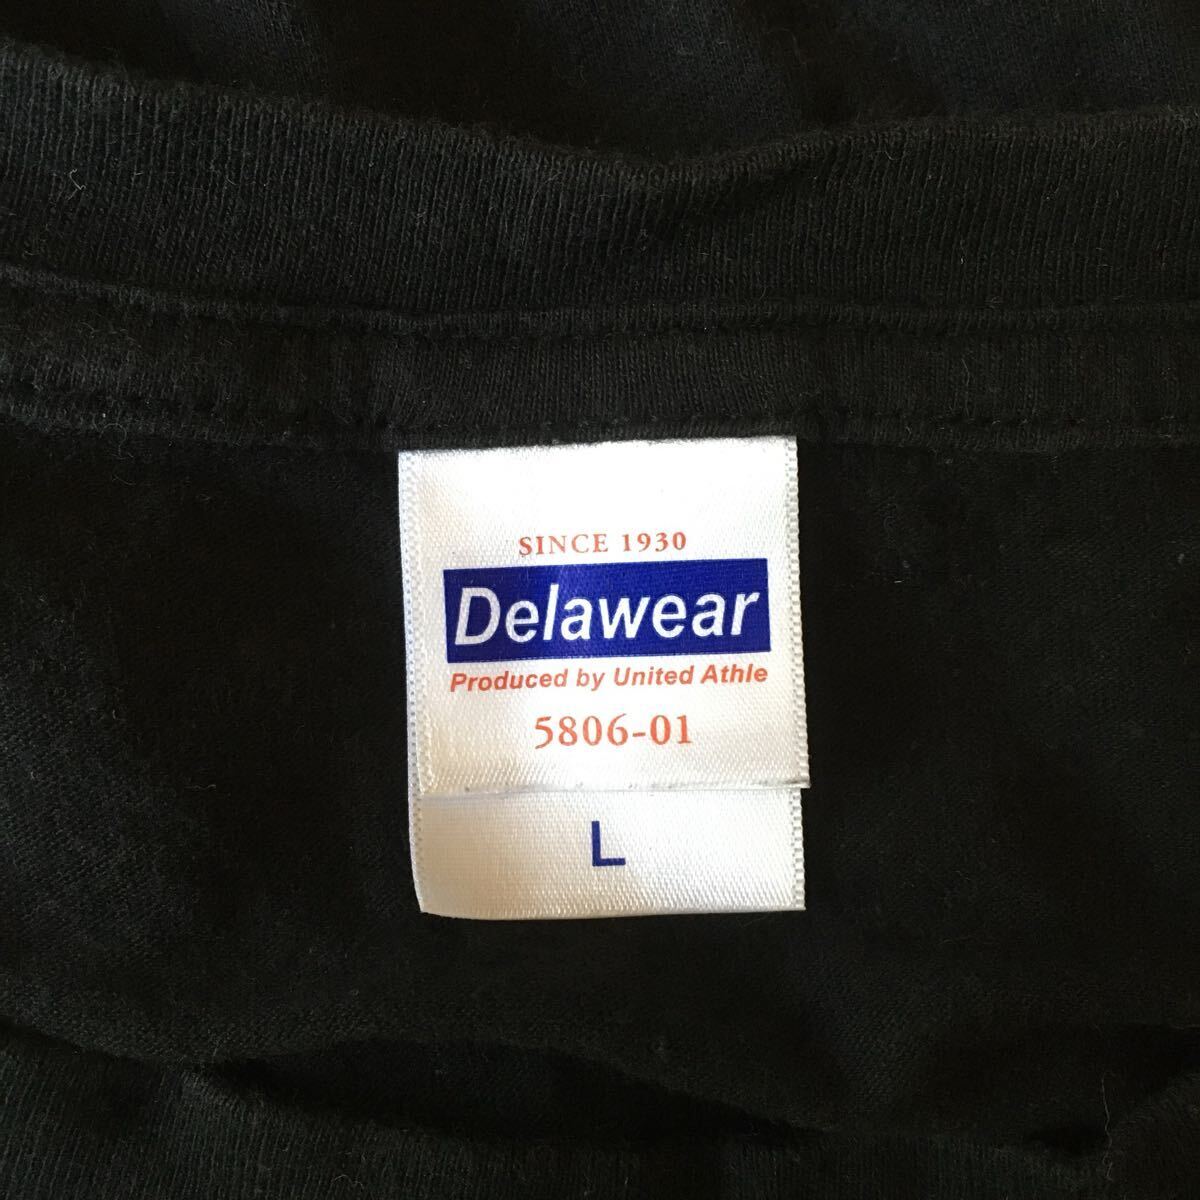 SINCE 1930
Delawear
Produced by United Athle
5806-01
L